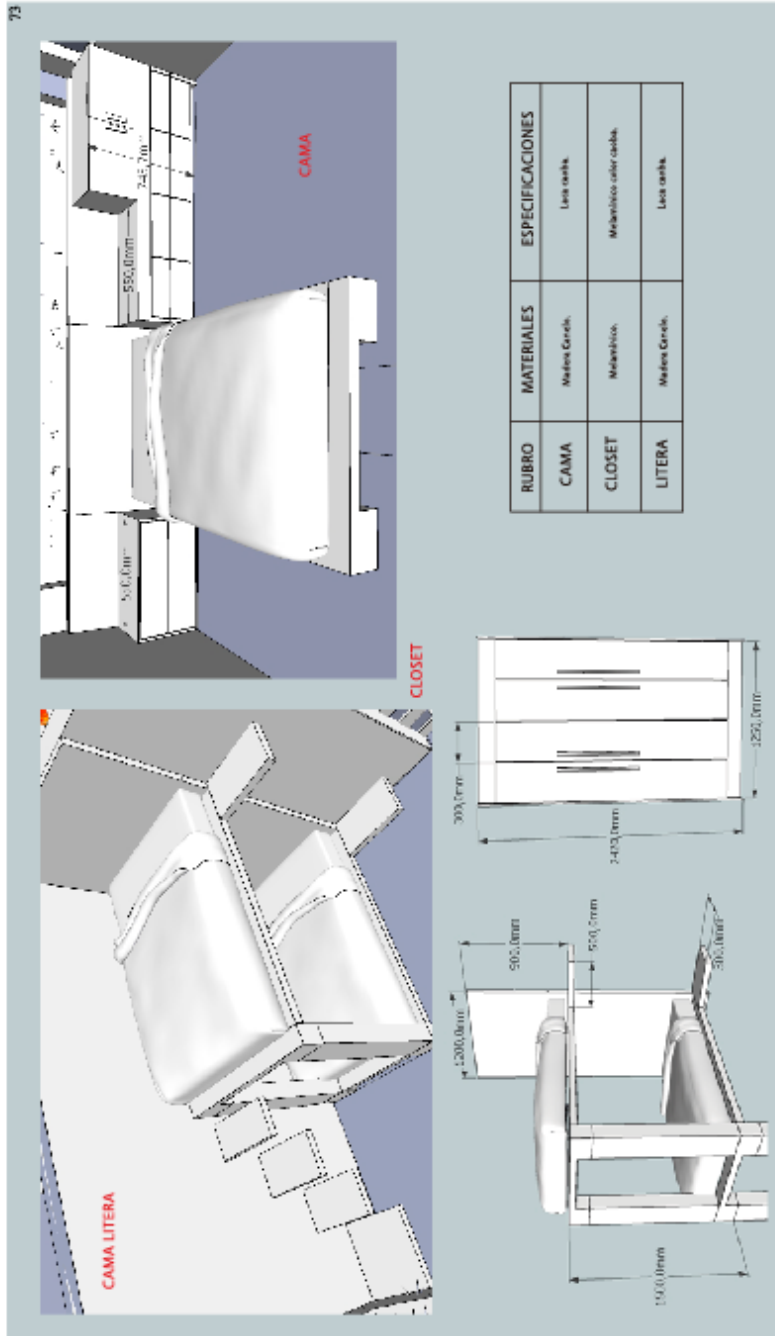 73
CAMA LITERA
CAMA
550,0mm
CLOSET
1200,0mm
900,0mm
500,0mm
300,0mm
1500,0mm
300,0mm
2420,0mm
1250,0mm
RUBRO MATERIALES ESPECIFICACIONES
CAMA Madera Canelo. Laca caoba.
CLOSET Melamínico. Melamínico color caoba.
LITERA Madera Canelo. Laca caoba.